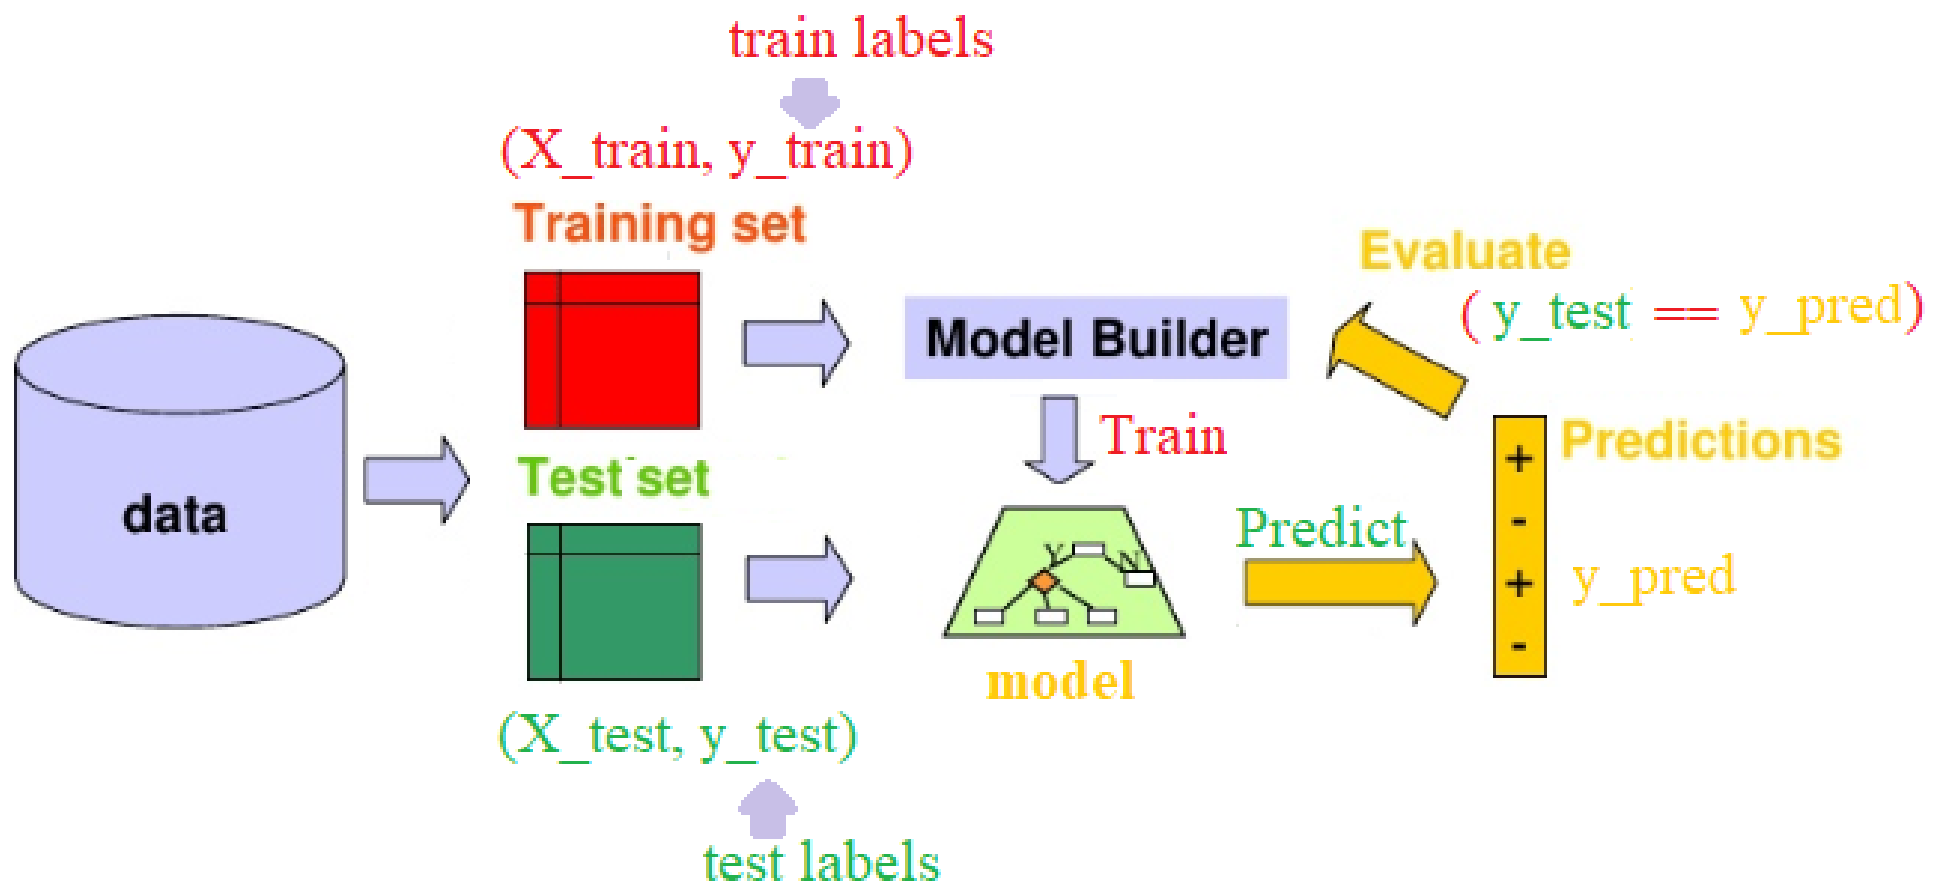 train labels
(X_train, y_train)
Training set
Evaluate
( y_test == y_pred)
Model Builder
Train
Predictions
Test set
data
Y N
Predict
+
-
+
-
y_pred
model
(X_test, y_test)
test labels